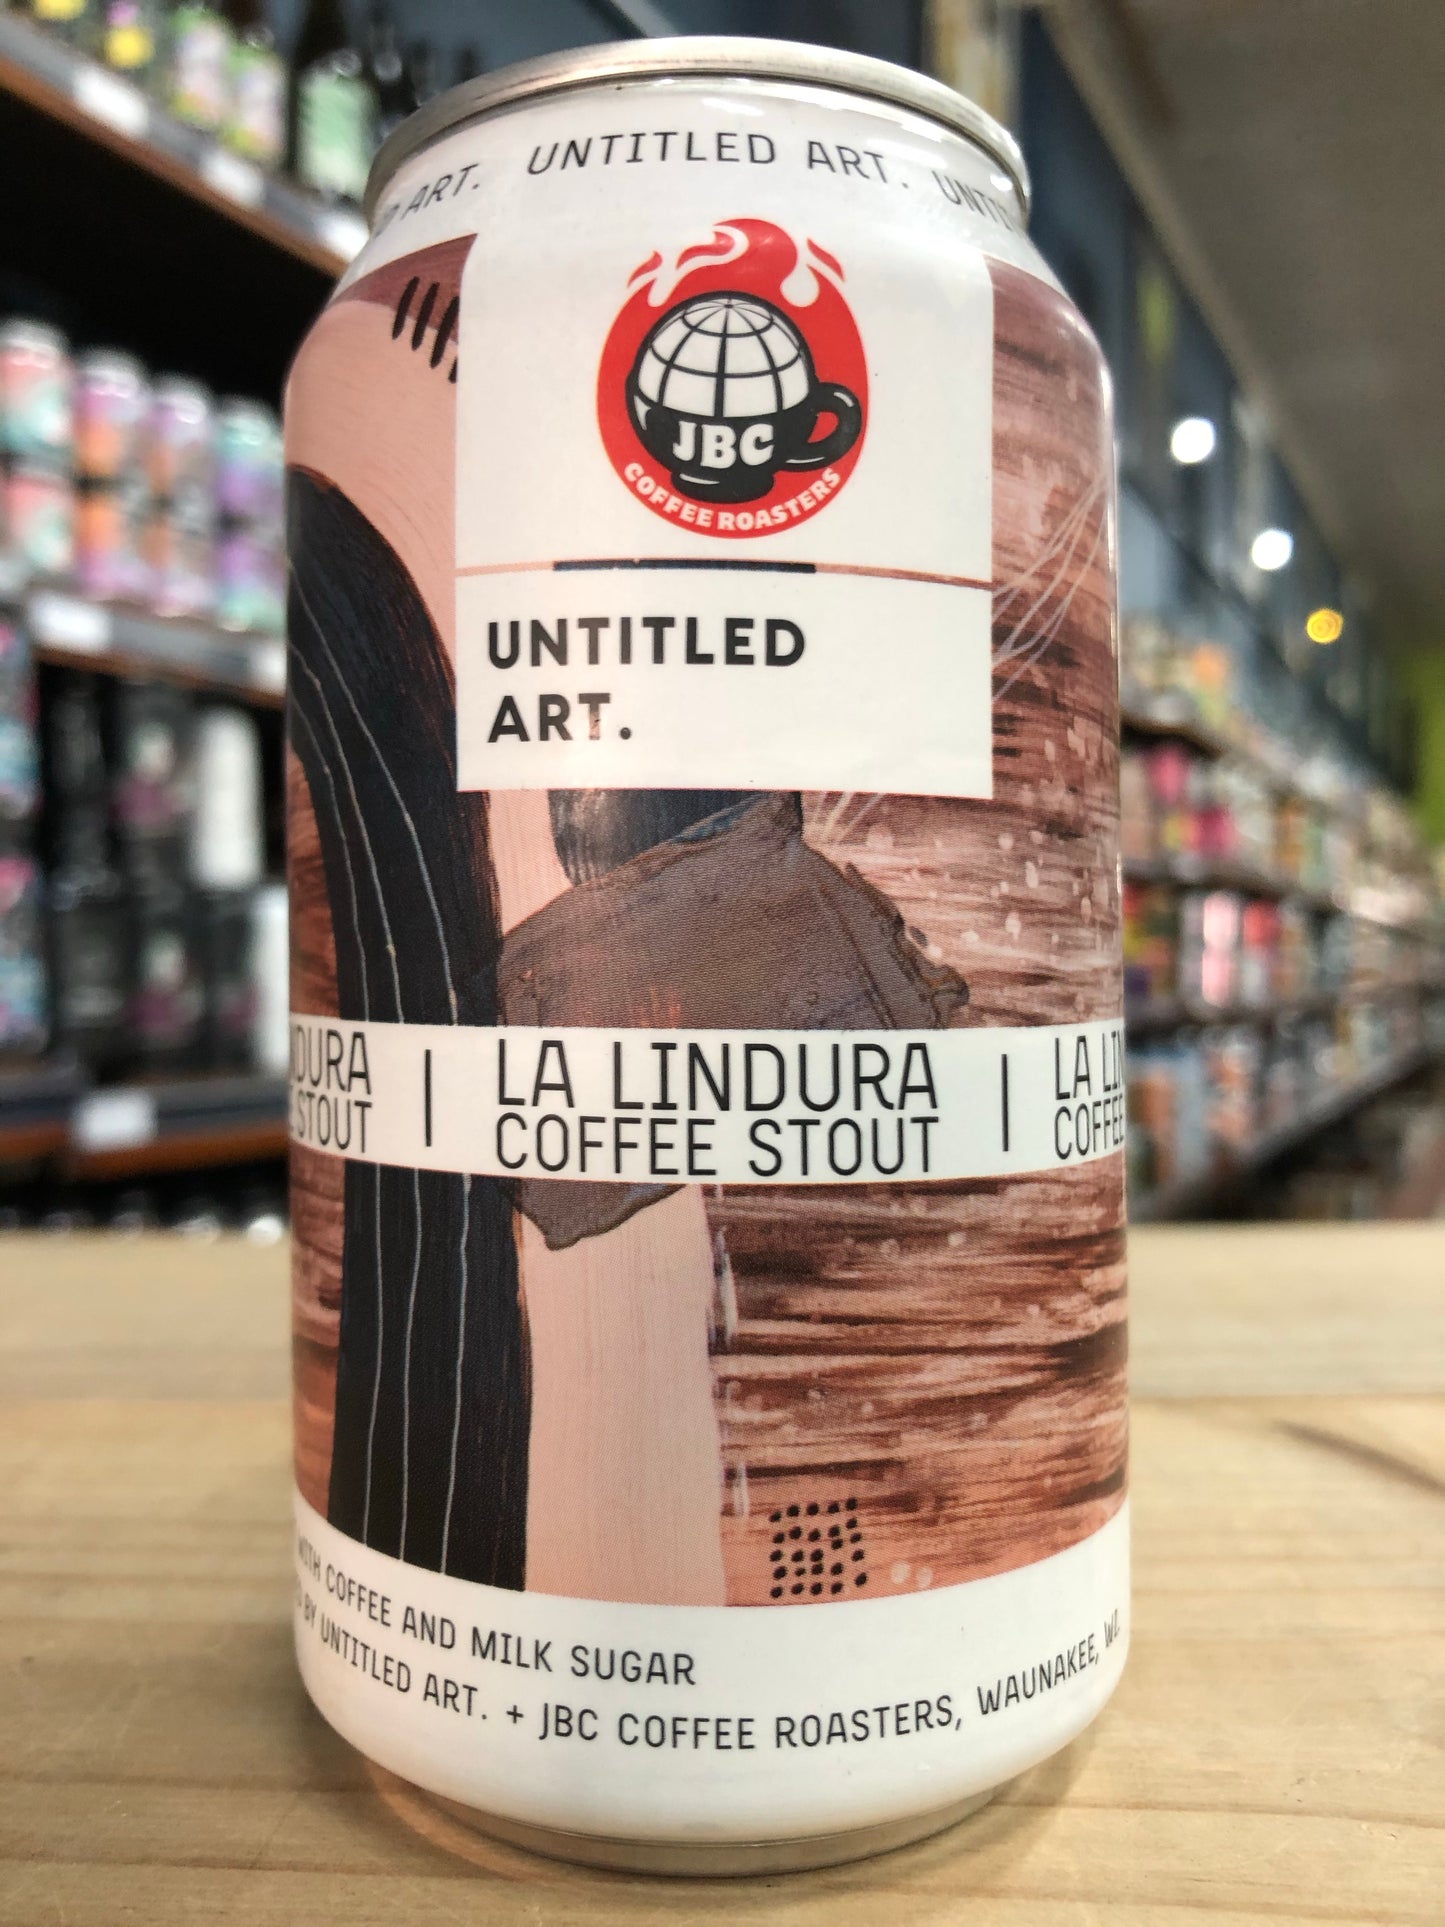 ART. UNTITLED ART.
JBC
COFFEE ROASTERS
UNTITLED
ART.
LA LINDURA
COFFEE STOUT
WITH COFFEE AND MILK SUGAR
BY UNTITLED ART. + JBC COFFEE ROASTERS, WAUNAKEE, WI.